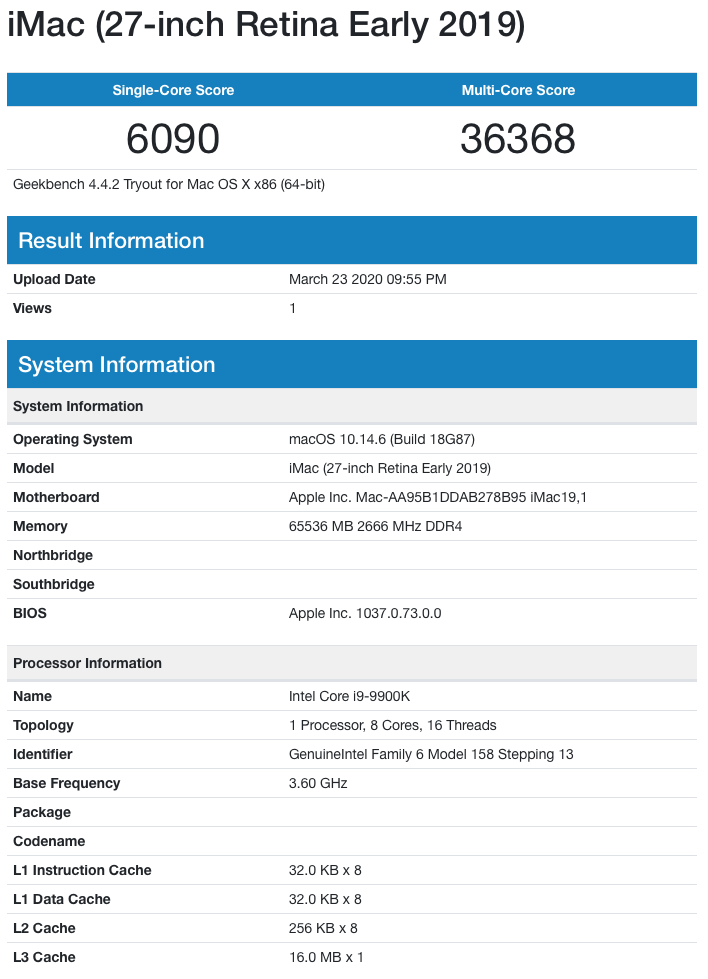 iMac (27-inch Retina Early 2019)
Single-Core Score Multi-Core Score
6090 36368
Geekbench 4.4.2 Tryout for Mac OS X x86 (64-bit)
Result Information
Upload Date March 23 2020 09:55 PM
Views 1
System Information
System Information
Operating System macOS 10.14.6 (Build 18G87)
Model iMac (27-inch Retina Early 2019)
Motherboard Apple Inc. Mac-AA95B1DDAB278B95 iMac19,1
Memory 65536 MB 2666 MHz DDR4
Northbridge
Southbridge
BIOS Apple Inc. 1037.0.73.0.0
Processor Information
Name Intel Core i9-9900K
Topology 1 Processor, 8 Cores, 16 Threads
Identifier GenuineIntel Family 6 Model 158 Stepping 13
Base Frequency 3.60 GHz
Package
Codename
L1 Instruction Cache 32.0 KB x 8
L1 Data Cache 32.0 KB x 8
L2 Cache 256 KB x 8
L3 Cache 16.0 MB x 1